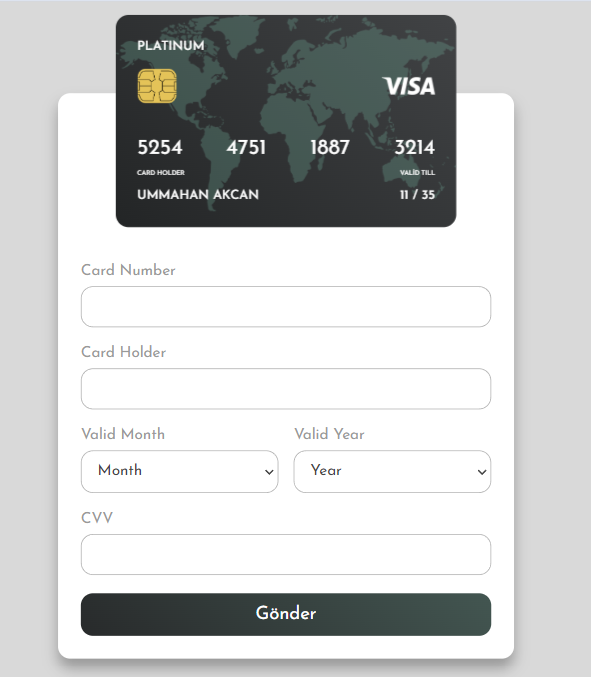 PLATINUM
VISA
5254 4751 1887 3214
CARD HOLDER VALİD TILL
UMMAHAN AKCAN 11 / 35
Card Number
Card Holder
Valid Month Valid Year
Month Year
CVV
Gönder